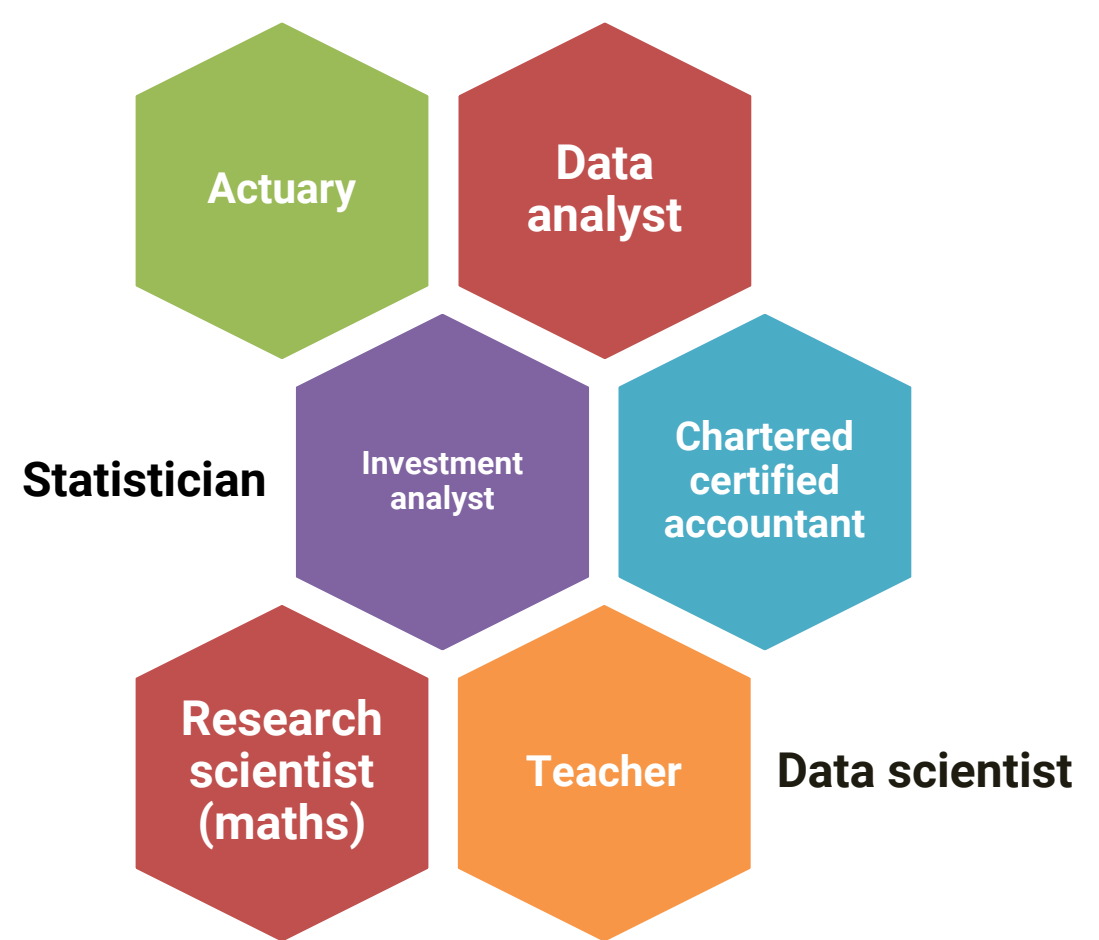 Actuary
Data
analyst
Statistician
Investment
analyst
Chartered
certified
accountant
Research
scientist
(maths)
Teacher
Data scientist